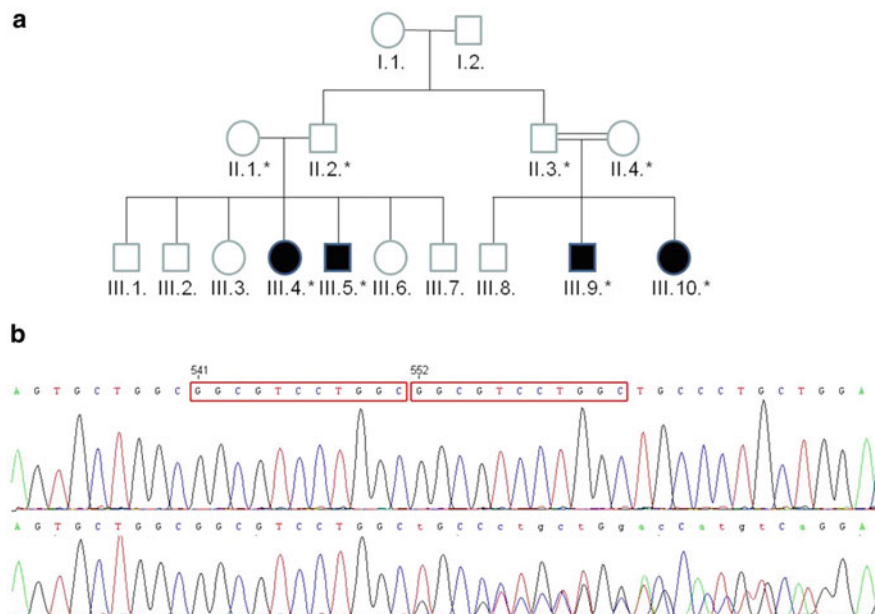 a
I.1. I.2.
II.1.* II.2.* II.3.* II.4.*
III.1. III.2. III.3. III.4.* III.5.* III.6. III.7. III.8. III.9.* III.10.*
b
541 552
A G T G C T G G C G G C G T C C T G G C G G C G T C C T G G C T G C C C T G C T G G A
A G T G C T G G C G G C G T C C T G G C t G C C c t g c t G g a c C a t g t C a G G A